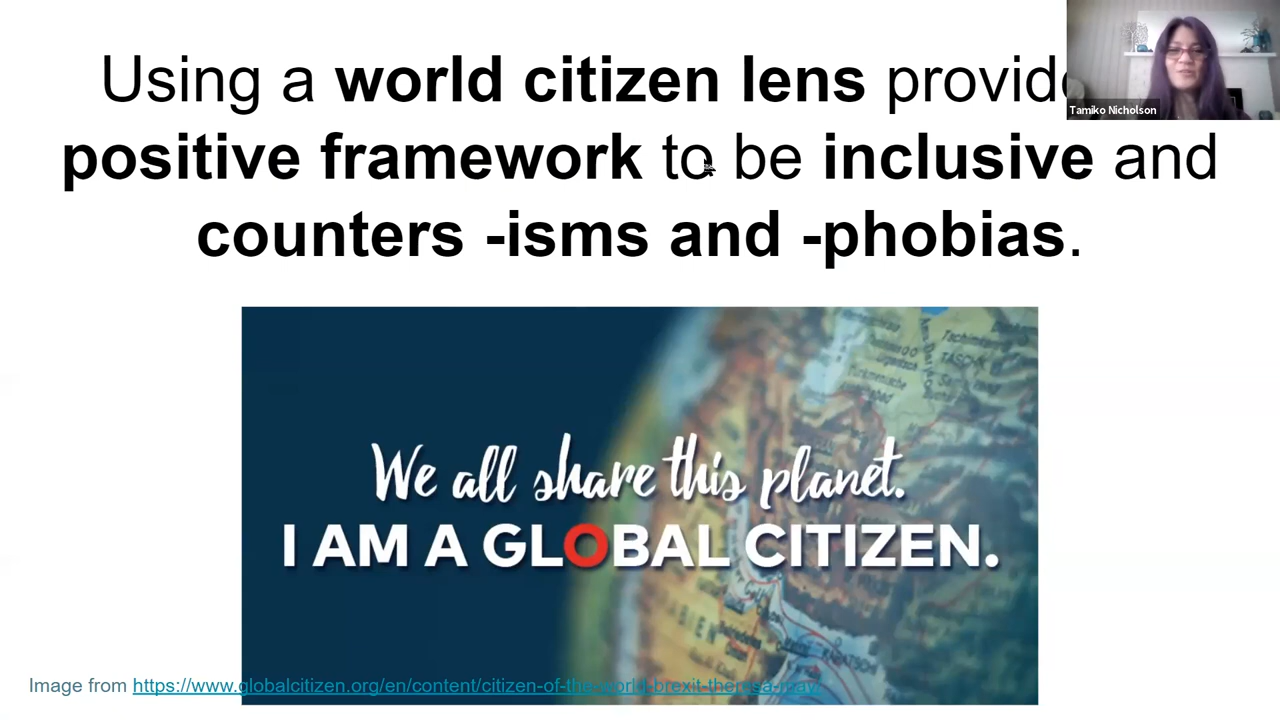 Using a world citizen lens provid
positive framework to be inclusive and
counters -isms and -phobias.
Tamiko Nicholson
We all share this planet.
I AM A GLOBAL CITIZEN.
Image from https://www.globalcitizen.org/en/content/citizen-of-the-world-brexit-theresa-may/